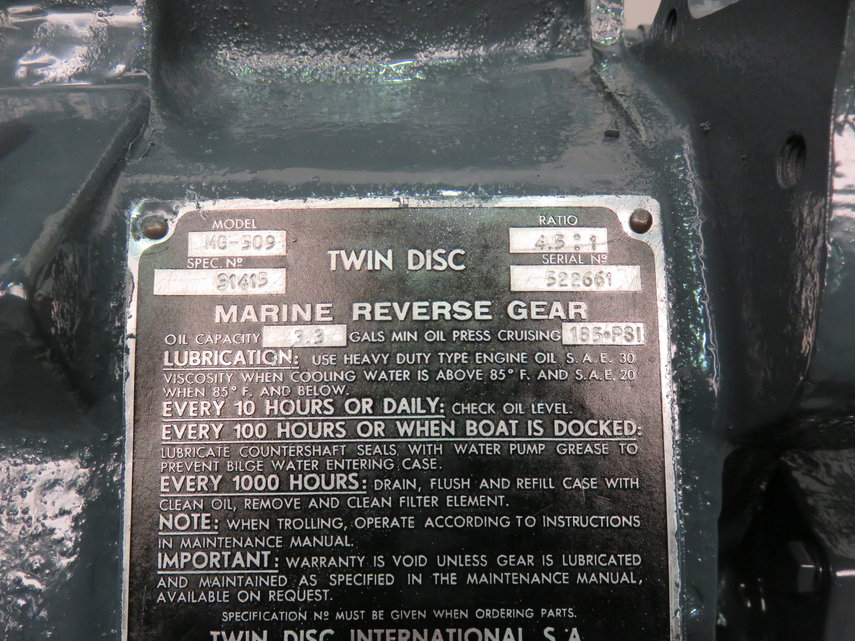 MODEL
MG-509
RATIO
4.5:1
SPEC. Nº
31415
TWIN DISC
SERIAL Nº
522661
MARINE REVERSE GEAR
OIL CAPACITY 3.3 GALS MIN OIL PRESS CRUISING 185•PSI
LUBRICATION: USE HEAVY DUTY TYPE ENGINE OIL S.A.E. 30
VISCOSITY WHEN COOLING WATER IS ABOVE 85° F. AND S.A.E. 20
WHEN 85° F. AND BELOW.
EVERY 10 HOURS OR DAILY: CHECK OIL LEVEL.
EVERY 100 HOURS OR WHEN BOAT IS DOCKED:
LUBRICATE COUNTERSHAFT SEALS WITH WATER PUMP GREASE TO
PREVENT BILGE WATER ENTERING CASE.
EVERY 1000 HOURS: DRAIN, FLUSH AND REFILL CASE WITH
CLEAN OIL, REMOVE AND CLEAN FILTER ELEMENT.
NOTE: WHEN TROLLING, OPERATE ACCORDING TO INSTRUCTIONS
IN MAINTENANCE MANUAL.
IMPORTANT: WARRANTY IS VOID UNLESS GEAR IS LUBRICATED
AND MAINTAINED AS SPECIFIED IN THE MAINTENANCE MANUAL,
AVAILABLE ON REQUEST.
SPECIFICATION Nº MUST BE GIVEN WHEN ORDERING PARTS.
TWIN DISC INTERNATIONAL S.A.